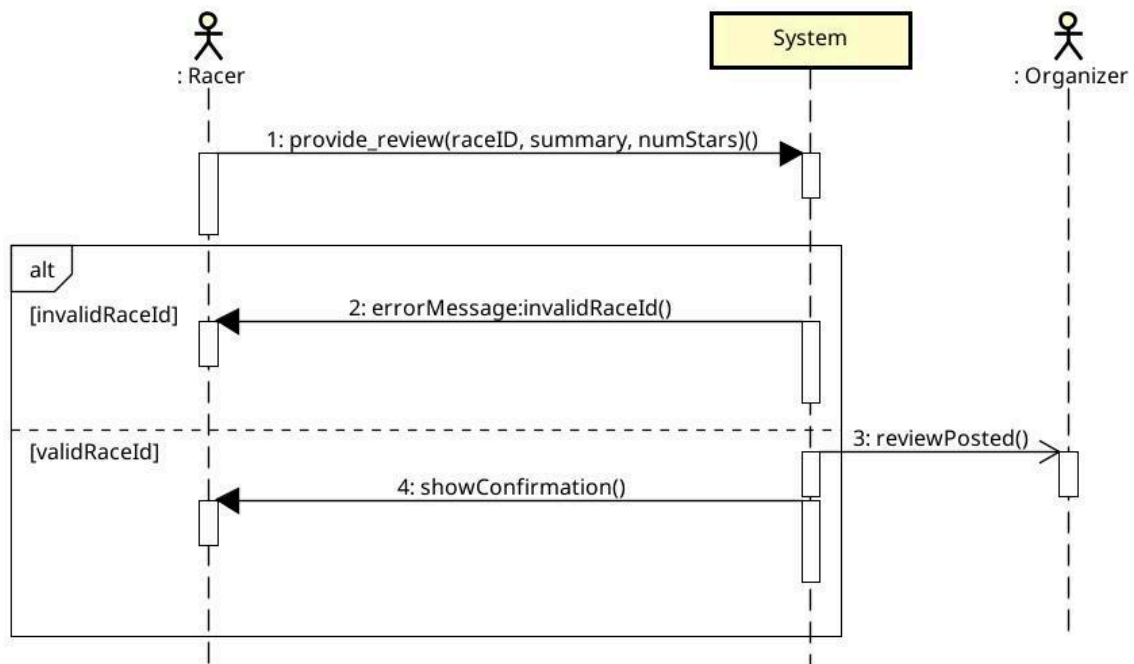 System
: Racer
: Organizer
1: provide_review(raceID, summary, numStars)()
alt
[invalidRaceId]
2: errorMessage:invalidRaceId()
[validRaceId]
3: reviewPosted()
4: showConfirmation()